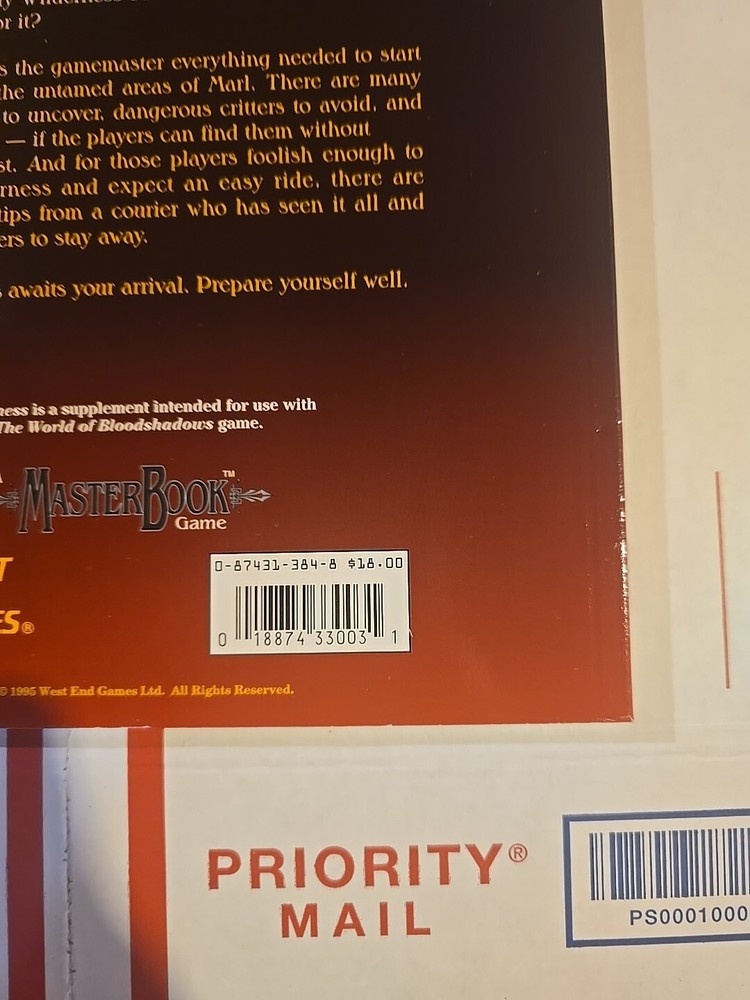 or it?
s the gamemaster everything needed to start
the untamed areas of Marl. There are many
to uncover, dangerous critters to avoid, and
— if the players can find them without
st. And for those players foolish enough to
rness and expect an easy ride, there are
tips from a courier who has seen it all and
ers to stay away.
s awaits your arrival. Prepare yourself well.
ness is a supplement intended for use with
The World of Bloodshadows game.
A
MASTERBOOK™
Game
T
ES®
0-87431-384-8 $18.00
0 18874 33003 1
© 1995 West End Games Ltd. All Rights Reserved.
PRIORITY®
MAIL
PS0001000